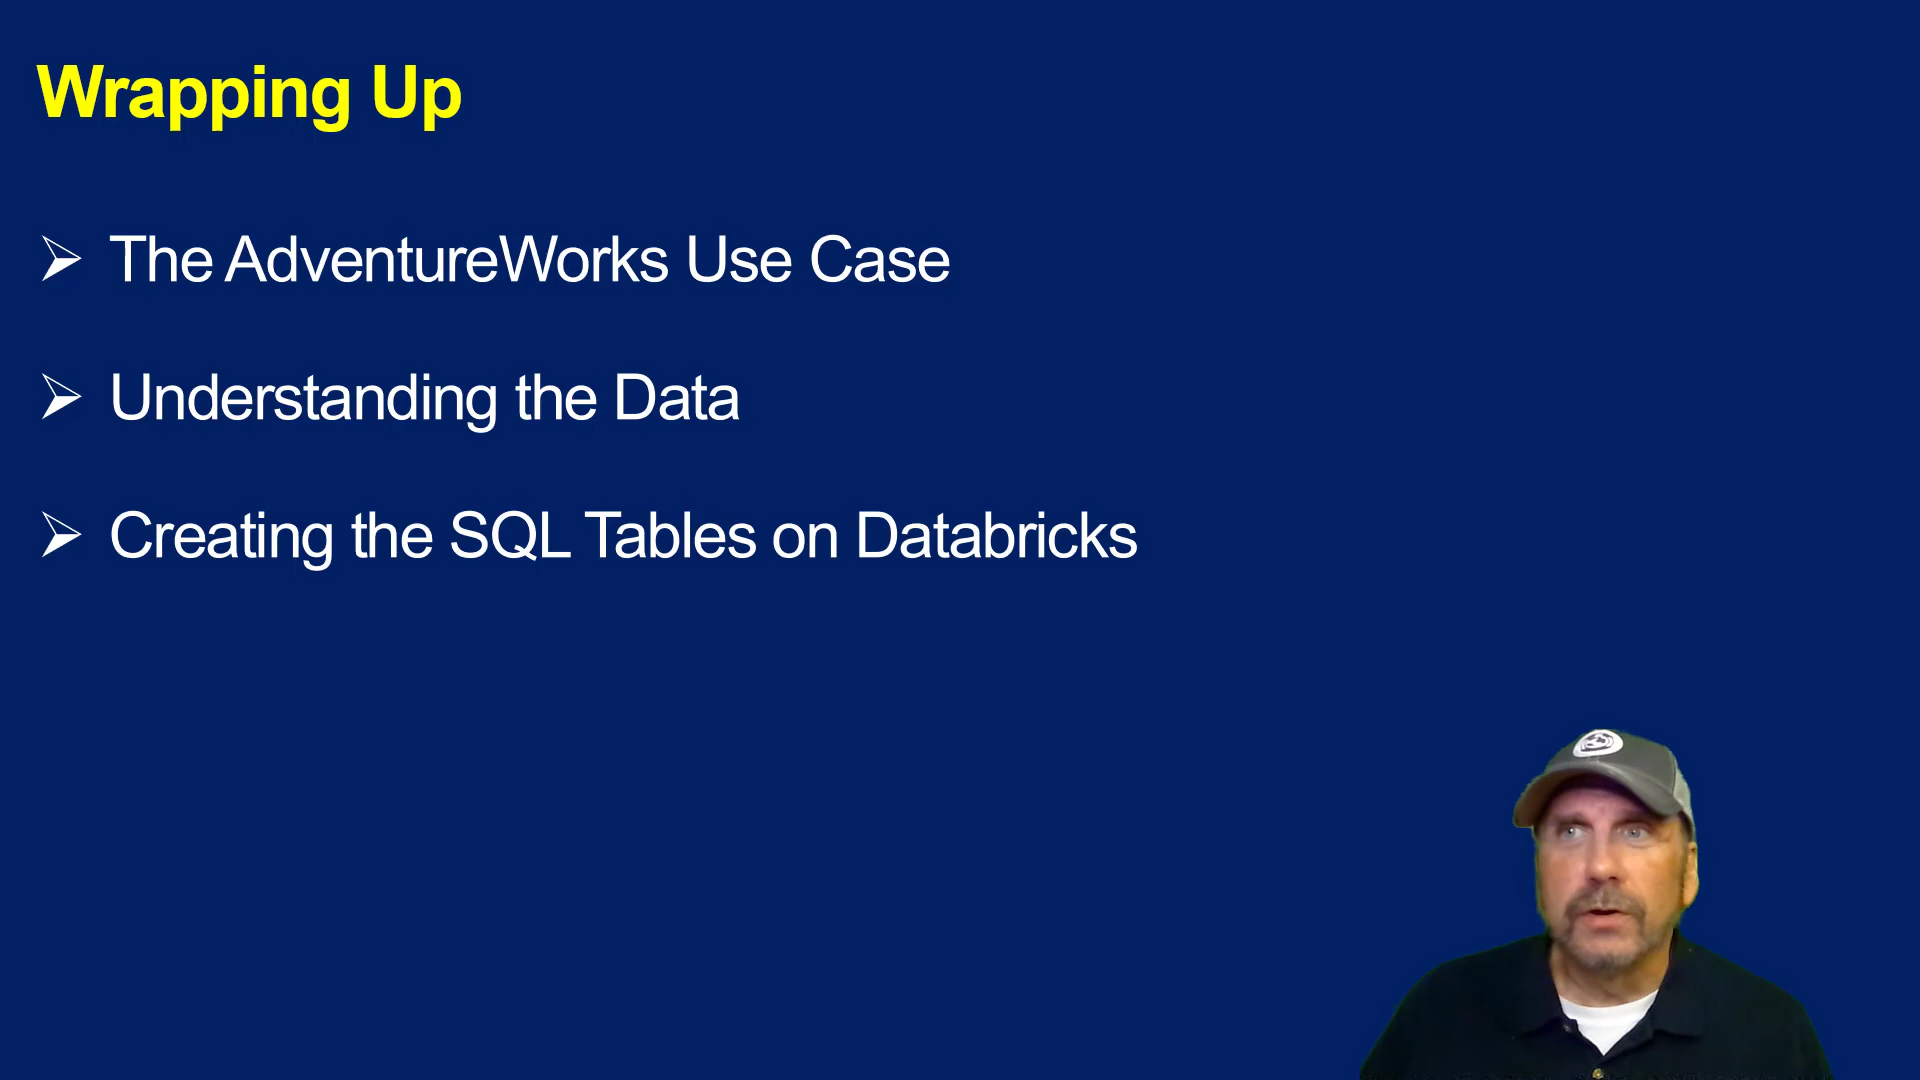 Wrapping Up
The AdventureWorks Use Case
Understanding the Data
Creating the SQL Tables on Databricks